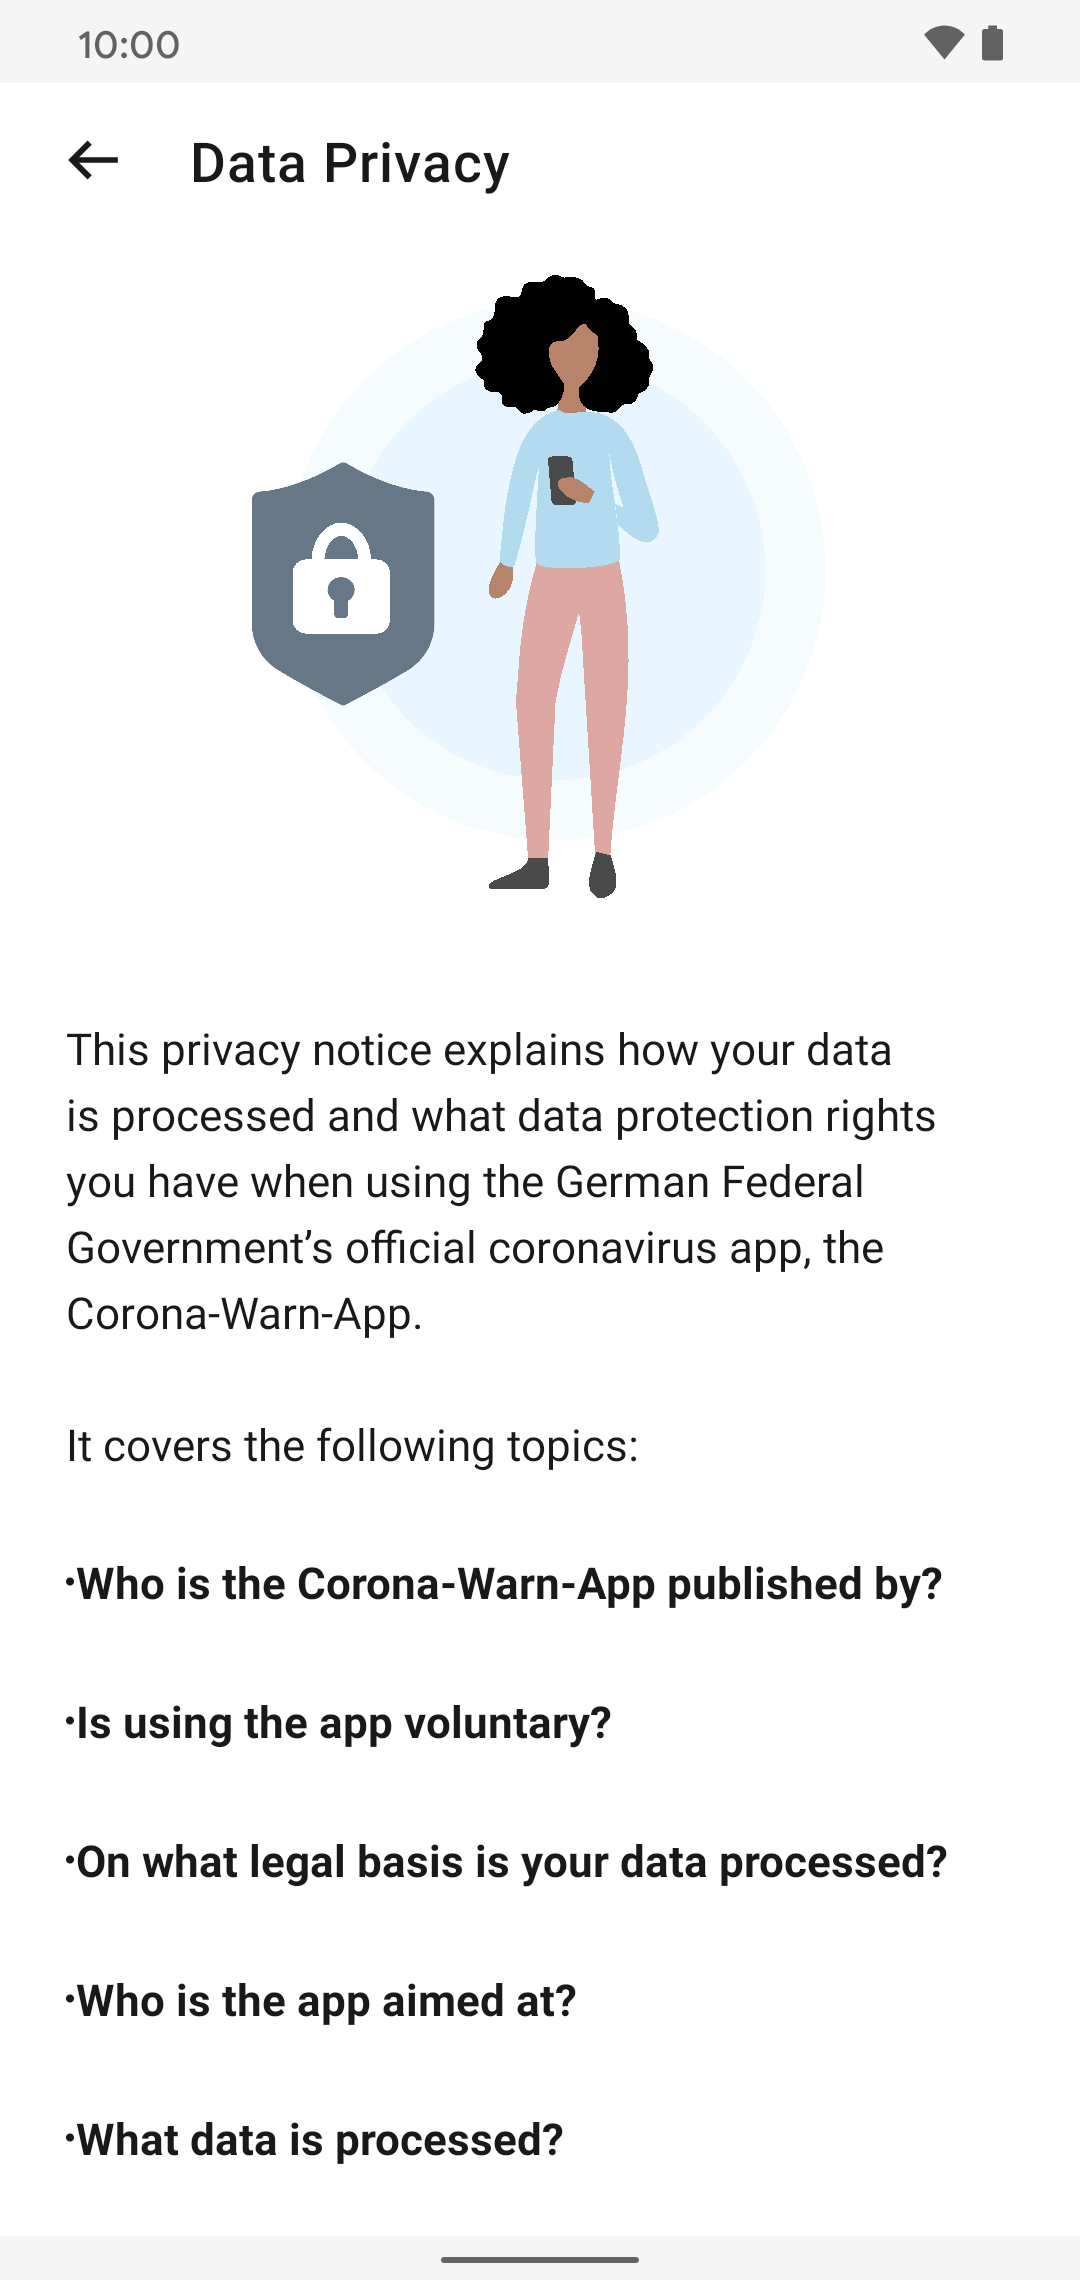 10:00
Data Privacy
This privacy notice explains how your data
is processed and what data protection rights
you have when using the German Federal
Government’s official coronavirus app, the
Corona-Warn-App.
It covers the following topics:
•Who is the Corona-Warn-App published by?
•Is using the app voluntary?
•On what legal basis is your data processed?
•Who is the app aimed at?
•What data is processed?